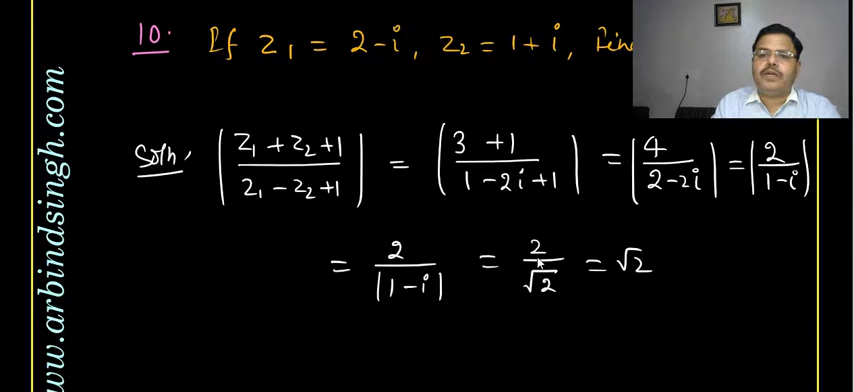 10. If z₁ = 2-i, z₂ = 1+i, Find
Soln. |z₁ + z₂ + 1 / z₁ - z₂ + 1| = |3 + 1 / 1 - 2i + 1| = |4 / 2 - 2i| = |2 / 1 - i|
= 2 / |1 - i| = 2 / √2 = √2
www.arbindsingh.com